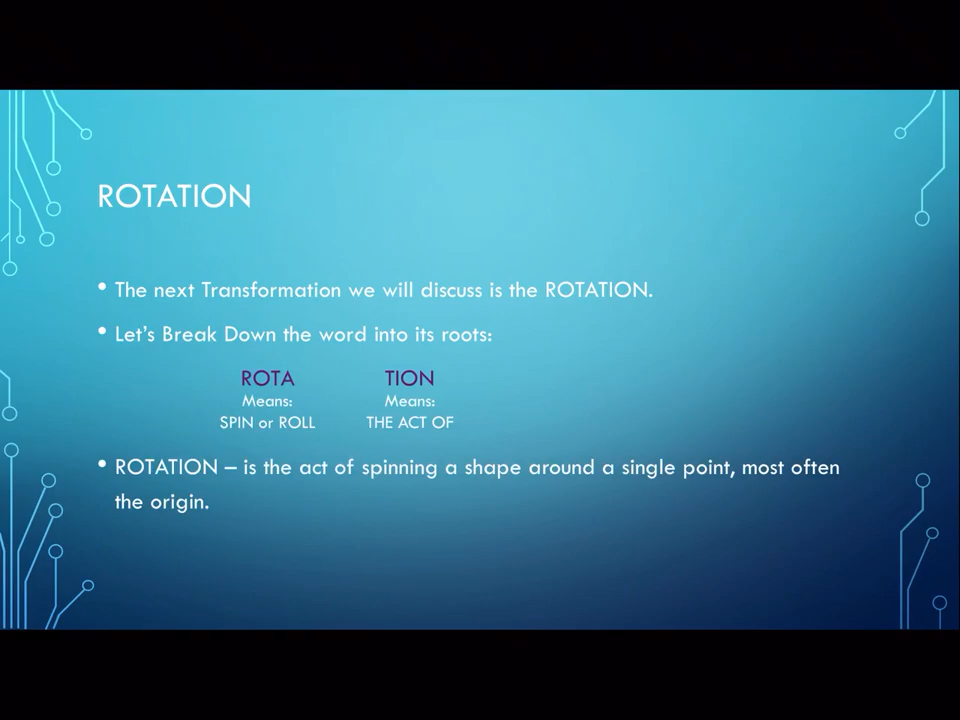 ROTATION
• The next Transformation we will discuss is the ROTATION.
• Let's Break Down the word into its roots:
ROTA TION
Means: Means:
SPIN or ROLL THE ACT OF
• ROTATION – is the act of spinning a shape around a single point, most often
the origin.